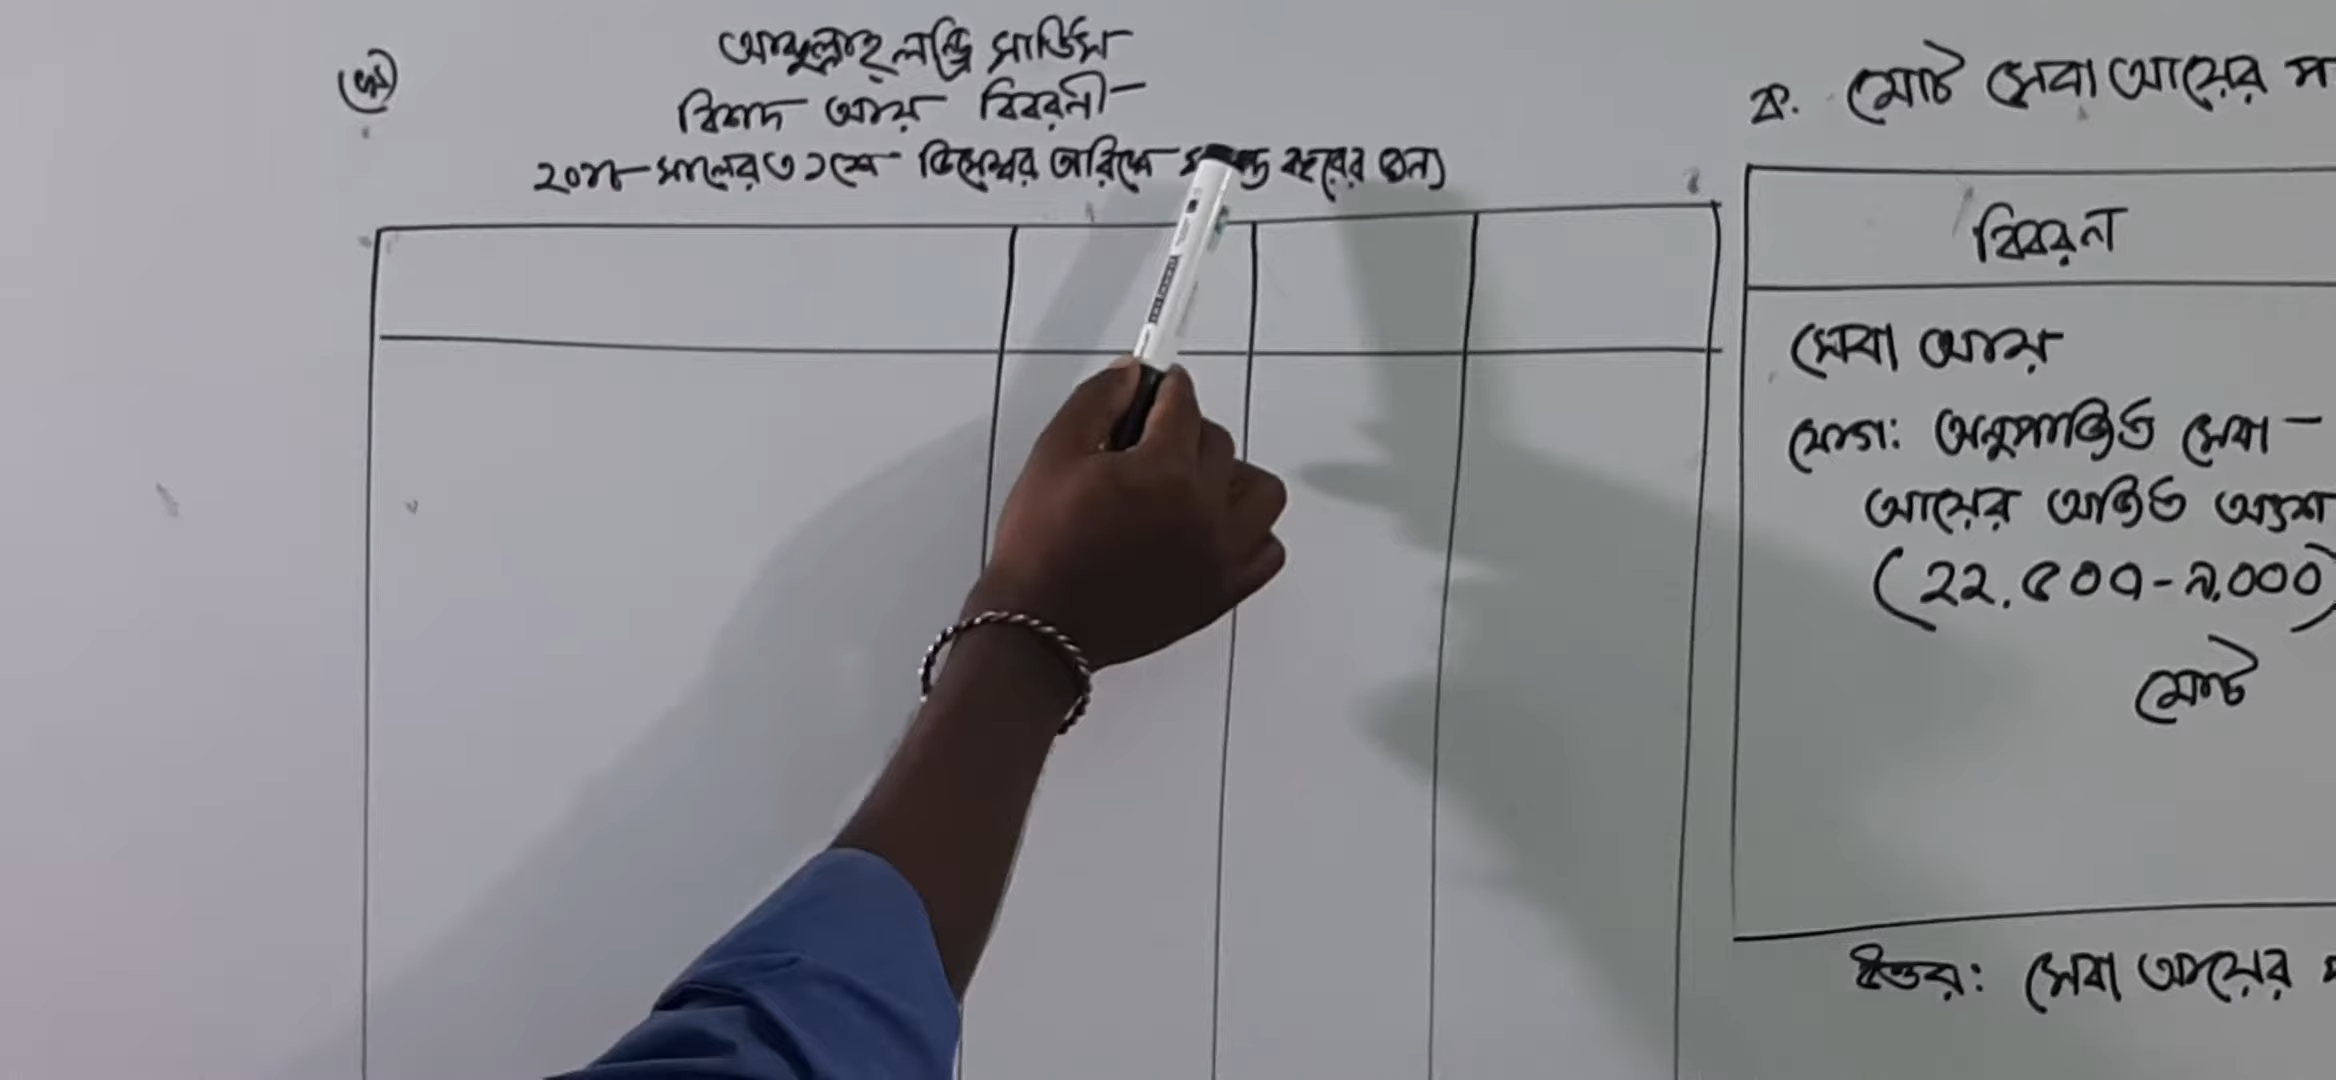 (খ)
আব্দুল্লাহ লন্ড্রি সার্ভিস
বিশদ আয় বিবরণী
সালের ৩১শে ডিসেম্বর তারিখে সমাপ্ত বছরের জন্য
ক. মোট সেবা আয়ের
বিবরণ
সেবা আয়
যোগ: অনুপার্জিত সেবা -
আয়ের অর্জিত অংশ
(২২,৫০০-৯,০০০)
মোট
উত্তর: সেবা আয়ের